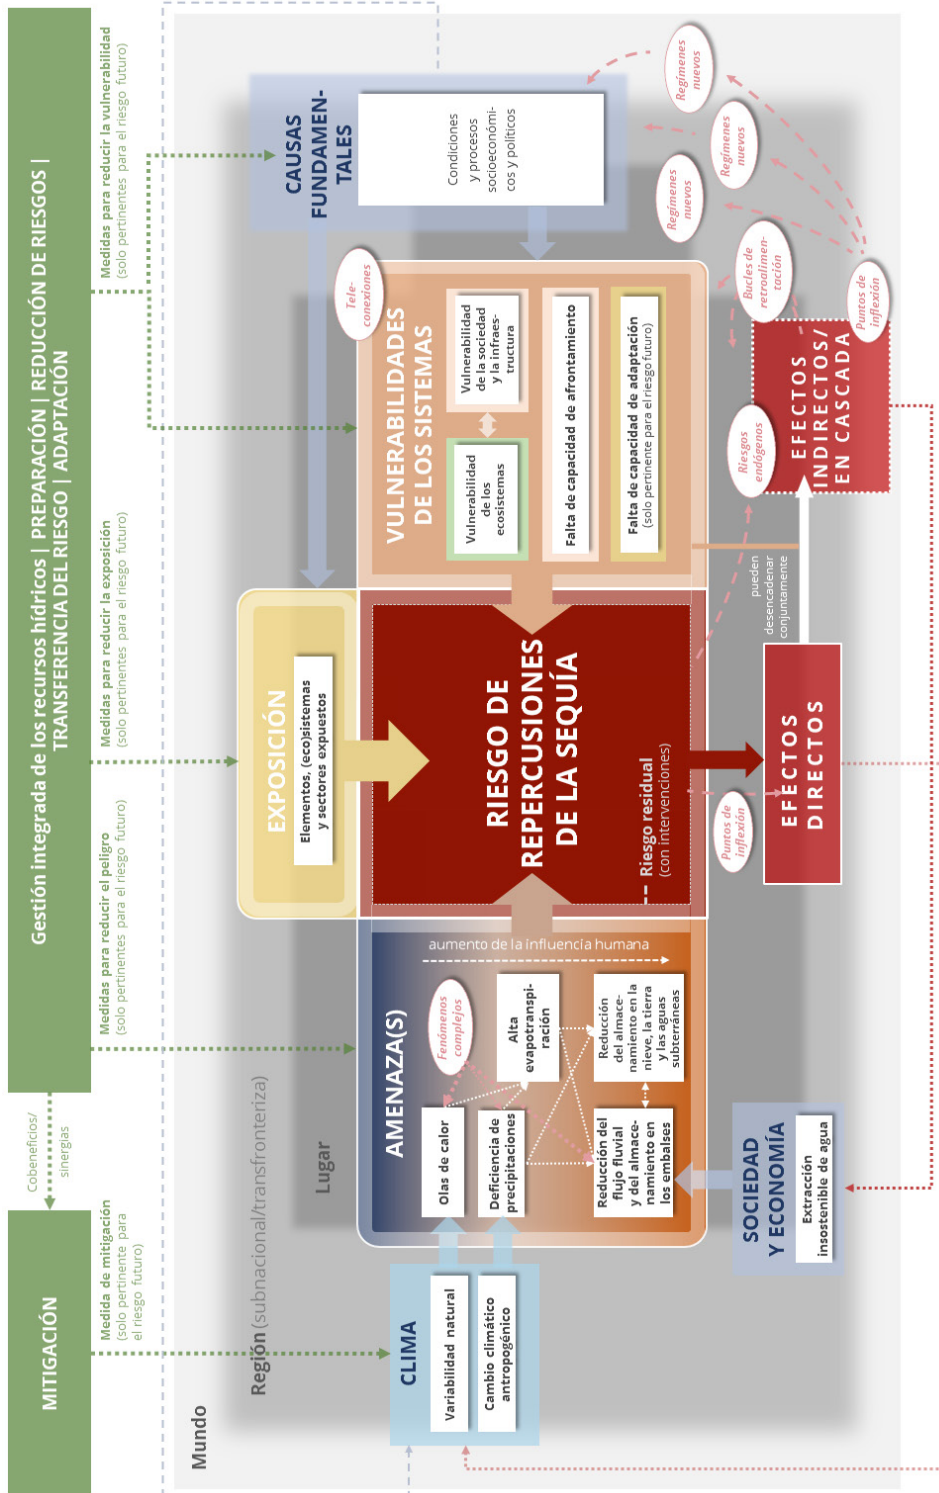 MITIGACIÓN
Cobeneficios/
sinergias
Gestión integrada de los recursos hídricos | PREPARACIÓN | REDUCCIÓN DE RIESGOS |
TRANSFERENCIA DEL RIESGO | ADAPTACIÓN
Medida de mitigación
(solo pertinente para
el riesgo futuro)
Medidas para reducir el peligro
(solo pertinentes para el riesgo futuro)
Medidas para reducir la exposición
(solo pertinentes para el riesgo futuro)
Medidas para reducir la vulnerabilidad
(solo pertinentes para el riesgo futuro)
Mundo
Región (subnacional/transfronteriza)
Lugar
CLIMA
Variabilidad natural
Cambio climático
antropogénico
AMENAZA(S)
Olas de calor
Deficiencia de
precipitaciones
Reducción del
flujo fluvial
y del almace-
namiento en
los embalses
Fenómenos
complejos
Alta
evapotranspi-
ración
Reducción
del almace-
namiento en la
nieve, la tierra
y las aguas
subterráneas
aumento de la influencia humana
SOCIEDAD
Y ECONOMÍA
Extracción
insostenible de agua
EXPOSICIÓN
Elementos, (eco)sistemas
y sectores expuestos
RIESGO DE
REPERCUSIONES
DE LA SEQUÍA
Riesgo residual
(con intervenciones)
Puntos de
inflexión
EFECTOS
DIRECTOS
CAUSAS
FUNDAMEN-
TALES
Condiciones
y procesos
socioeconómi-
cos y políticos
Tele-
conexiones
VULNERABILIDADES
DE LOS SISTEMAS
Vulnerabilidad
de los
ecosistemas
Vulnerabilidad
de la sociedad
y la infraes-
tructura
Falta de capacidad de afrontamiento
Falta de capacidad de adaptación
(solo pertinente para el riesgo futuro)
pueden
desencadenar
conjuntamente
Riesgos
endógenos
EFECTOS
INDIRECTOS/
EN CASCADA
Bucles de
retroalimen-
tación
Puntos de
inflexión
Regímenes
nuevos
Regímenes
nuevos
Regímenes
nuevos